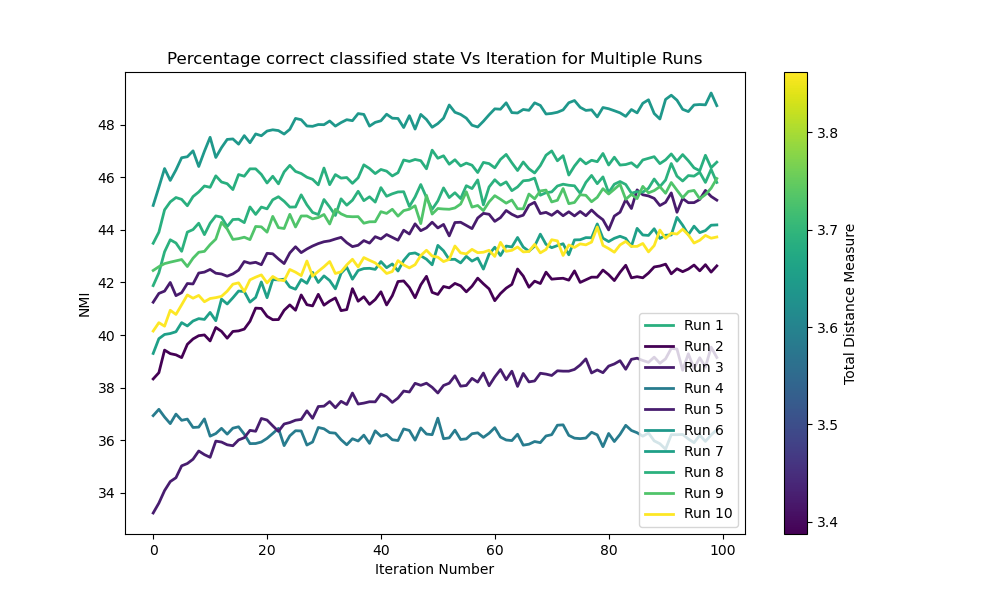 Percentage correct classified state Vs Iteration for Multiple Runs
NMI
48
46
44
42
40
38
36
34
0
20
40
60
80
100
Iteration Number
Run 1
Run 2
Run 3
Run 4
Run 5
Run 6
Run 7
Run 8
Run 9
Run 10
3.8
3.7
3.6
3.5
3.4
Total Distance Measure